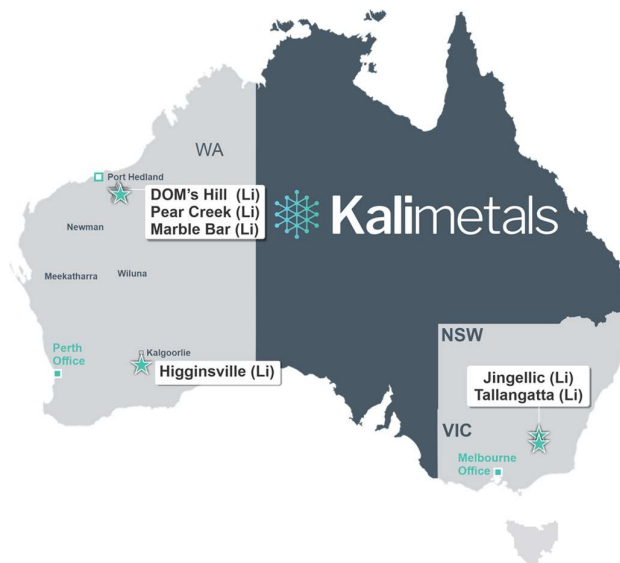 WA
Port Hedland
DOM's Hill (Li)
Pear Creek (Li)
Marble Bar (Li)
Kalimetals
Newman
Meekatharra
Wiluna
Perth
Office
Kalgoorlie
Higginsville (Li)
NSW
Jingellic (Li)
Tallangatta (Li)
VIC
Melbourne
Office